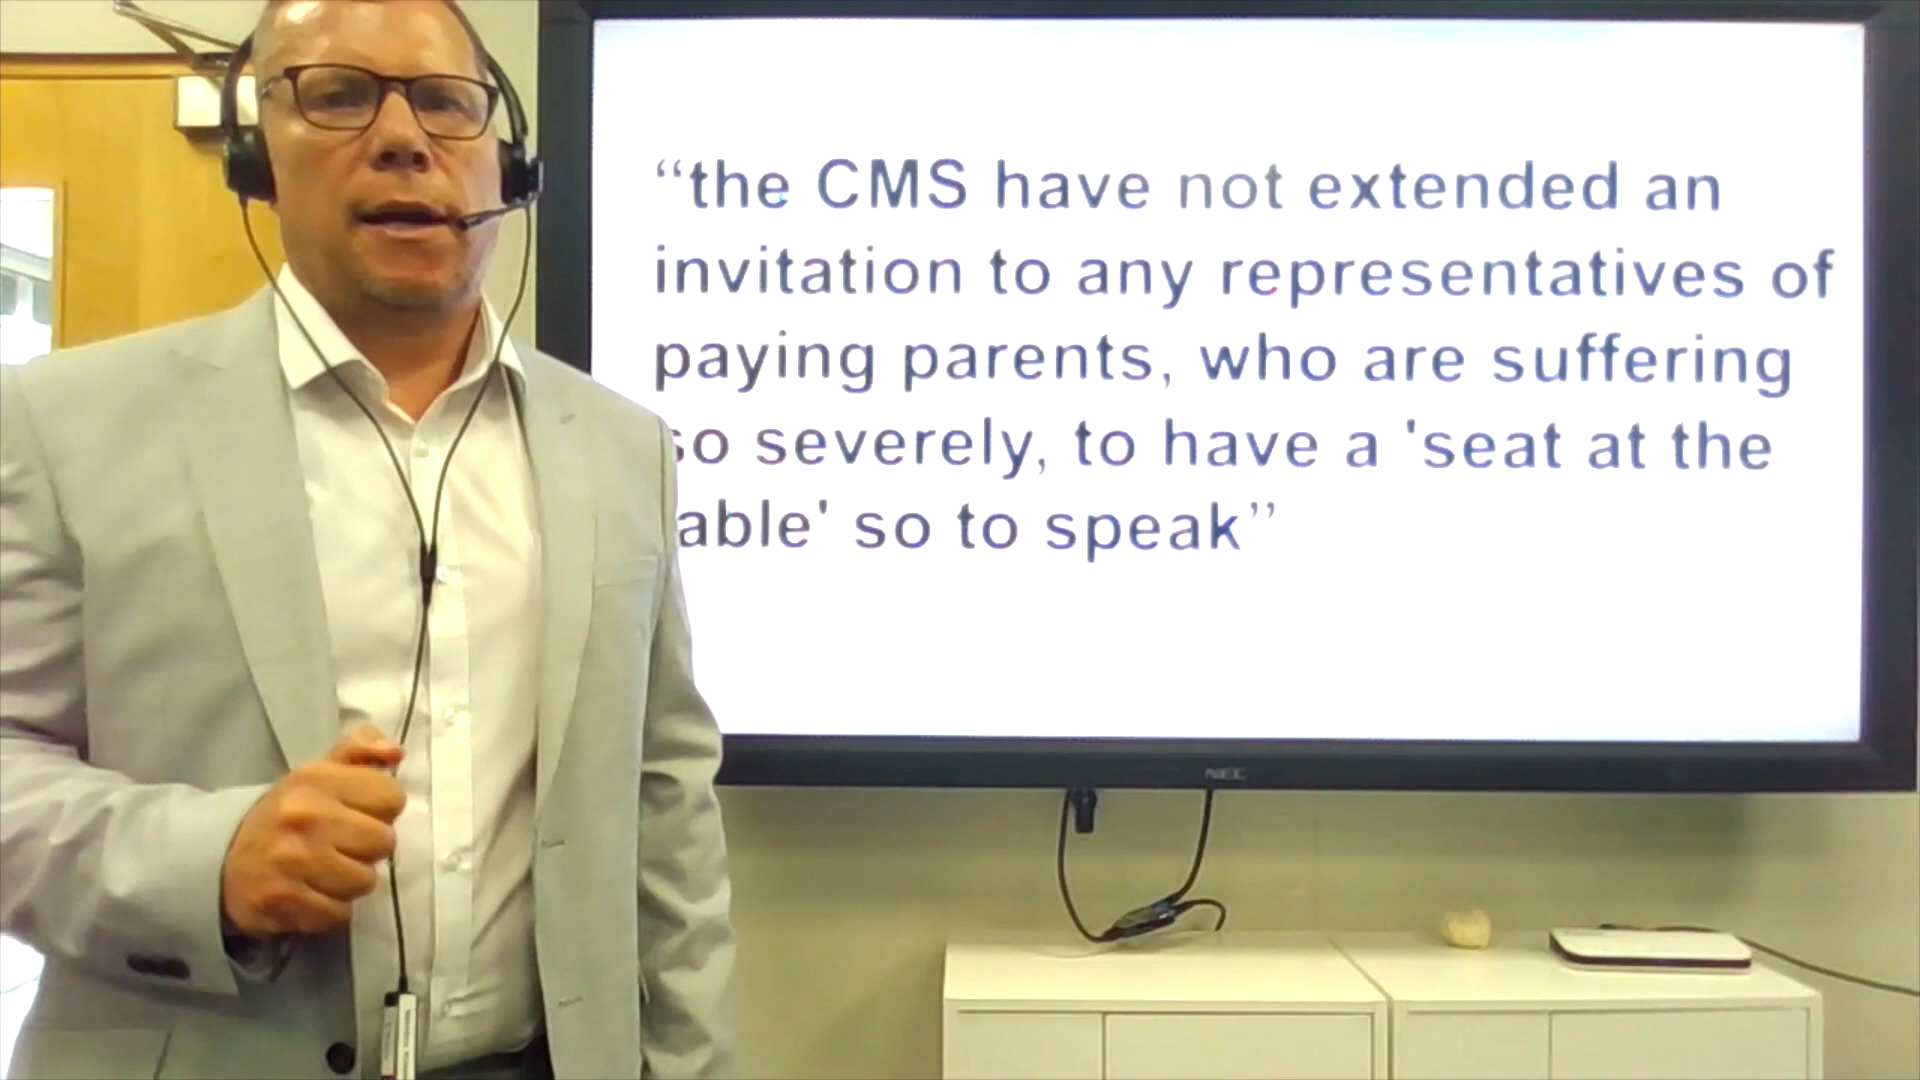 “the CMS have not extended an
invitation to any representatives of
paying parents, who are suffering
so severely, to have a 'seat at the
able' so to speak”
NEC